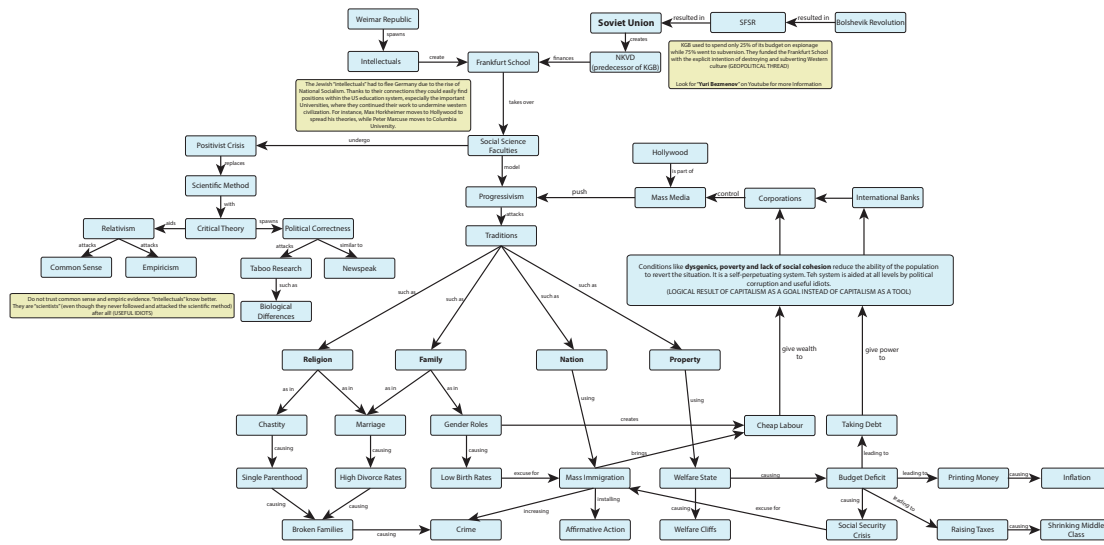 Weimar Republic
Soviet Union
resulted in
SFSR
resulted in
Bolshevik Revolution
spawns
creates
Intellectuals
create
Frankfurt School
finances
NKVD
(predecessor of KGB)
KGB used to spend only 25% of its budget on espionage
while 75% went to subversion. They funded the Frankfurt School
with the explicit intention of destroying and subverting Western
culture (GEOPOLITICAL THREAD)
Look for "Yuri Bezmenov" on Youtube for more Information
The Jewish "intellectuals" had to flee Germany due to the rise of
National Socialism. Thanks to their connections they could easily find
positions within the US education system, especially the important
Universities, where they continued their work to undermine western
civilization. For instance, Max Horkheimer moves to Hollywood to
spread his theories, while Peter Marcuse moves to Columbia
University.
takes over
Positivist Crisis
undergo
Social Science
Faculties
Hollywood
replaces
model
is part of
Scientific Method
Progressivism
push
Mass Media
control
Corporations
International Banks
with
attacks
Relativism
aids
Critical Theory
spawns
Political Correctness
Traditions
attacks
attacks
attacks
similar to
Common Sense
Empiricism
Taboo Research
Newspeak
such as
Biological
Differences
Do not trust common sense and empiric evidence. "Intellectuals" know better.
They are "scientists" (even though they never followed and attacked the scientific method)
after all (USEFUL IDIOTS)
Conditions like dysgenics, poverty and lack of social cohesion reduce the ability of the population
to revert the situation. It is a self-perpetuating system. Teh system is aided at all levels by political
corruption and useful idiots.
(LOGICAL RESULT OF CAPITALISM AS A GOAL INSTEAD OF CAPITALISM AS A TOOL)
such as
such as
such as
such as
Religion
Family
Nation
Property
give wealth
to
give power
to
as in
as in
as in
as in
using
using
Chastity
Marriage
Gender Roles
creates
Cheap Labour
Taking Debt
causing
causing
causing
brings
leading to
Single Parenthood
High Divorce Rates
Low Birth Rates
excuse for
Mass Immigration
Welfare State
causing
Budget Deficit
leading to
Printing Money
causing
Inflation
causing
causing
increasing
installing
causing
excuse for
causing
leading to
Broken Families
causing
Crime
Affirmative Action
Welfare Cliffs
Social Security
Crisis
Raising Taxes
causing
Shrinking Middle
Class